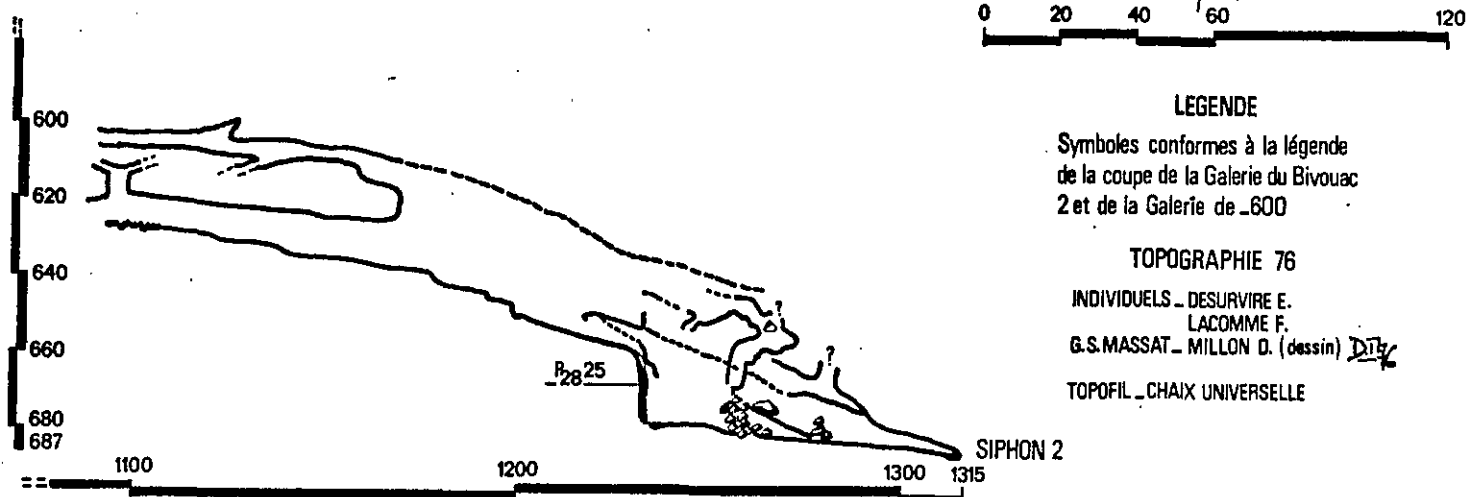 0 20 40 60 120
LEGENDE
Symboles conformes à la légende
de la coupe de la Galerie du Bivouac
2 et de la Galerie de _600
TOPOGRAPHIE 76
INDIVIDUELS _ DESURVIRE E.
LACOMME F.
G.S. MASSAT _ MILLON D. (dessin)
TOPOFIL _ CHAIX UNIVERSELLE
600
620
640
660
680
687
P28 25
?
?
SIPHON 2
1100
1200
1300
1315